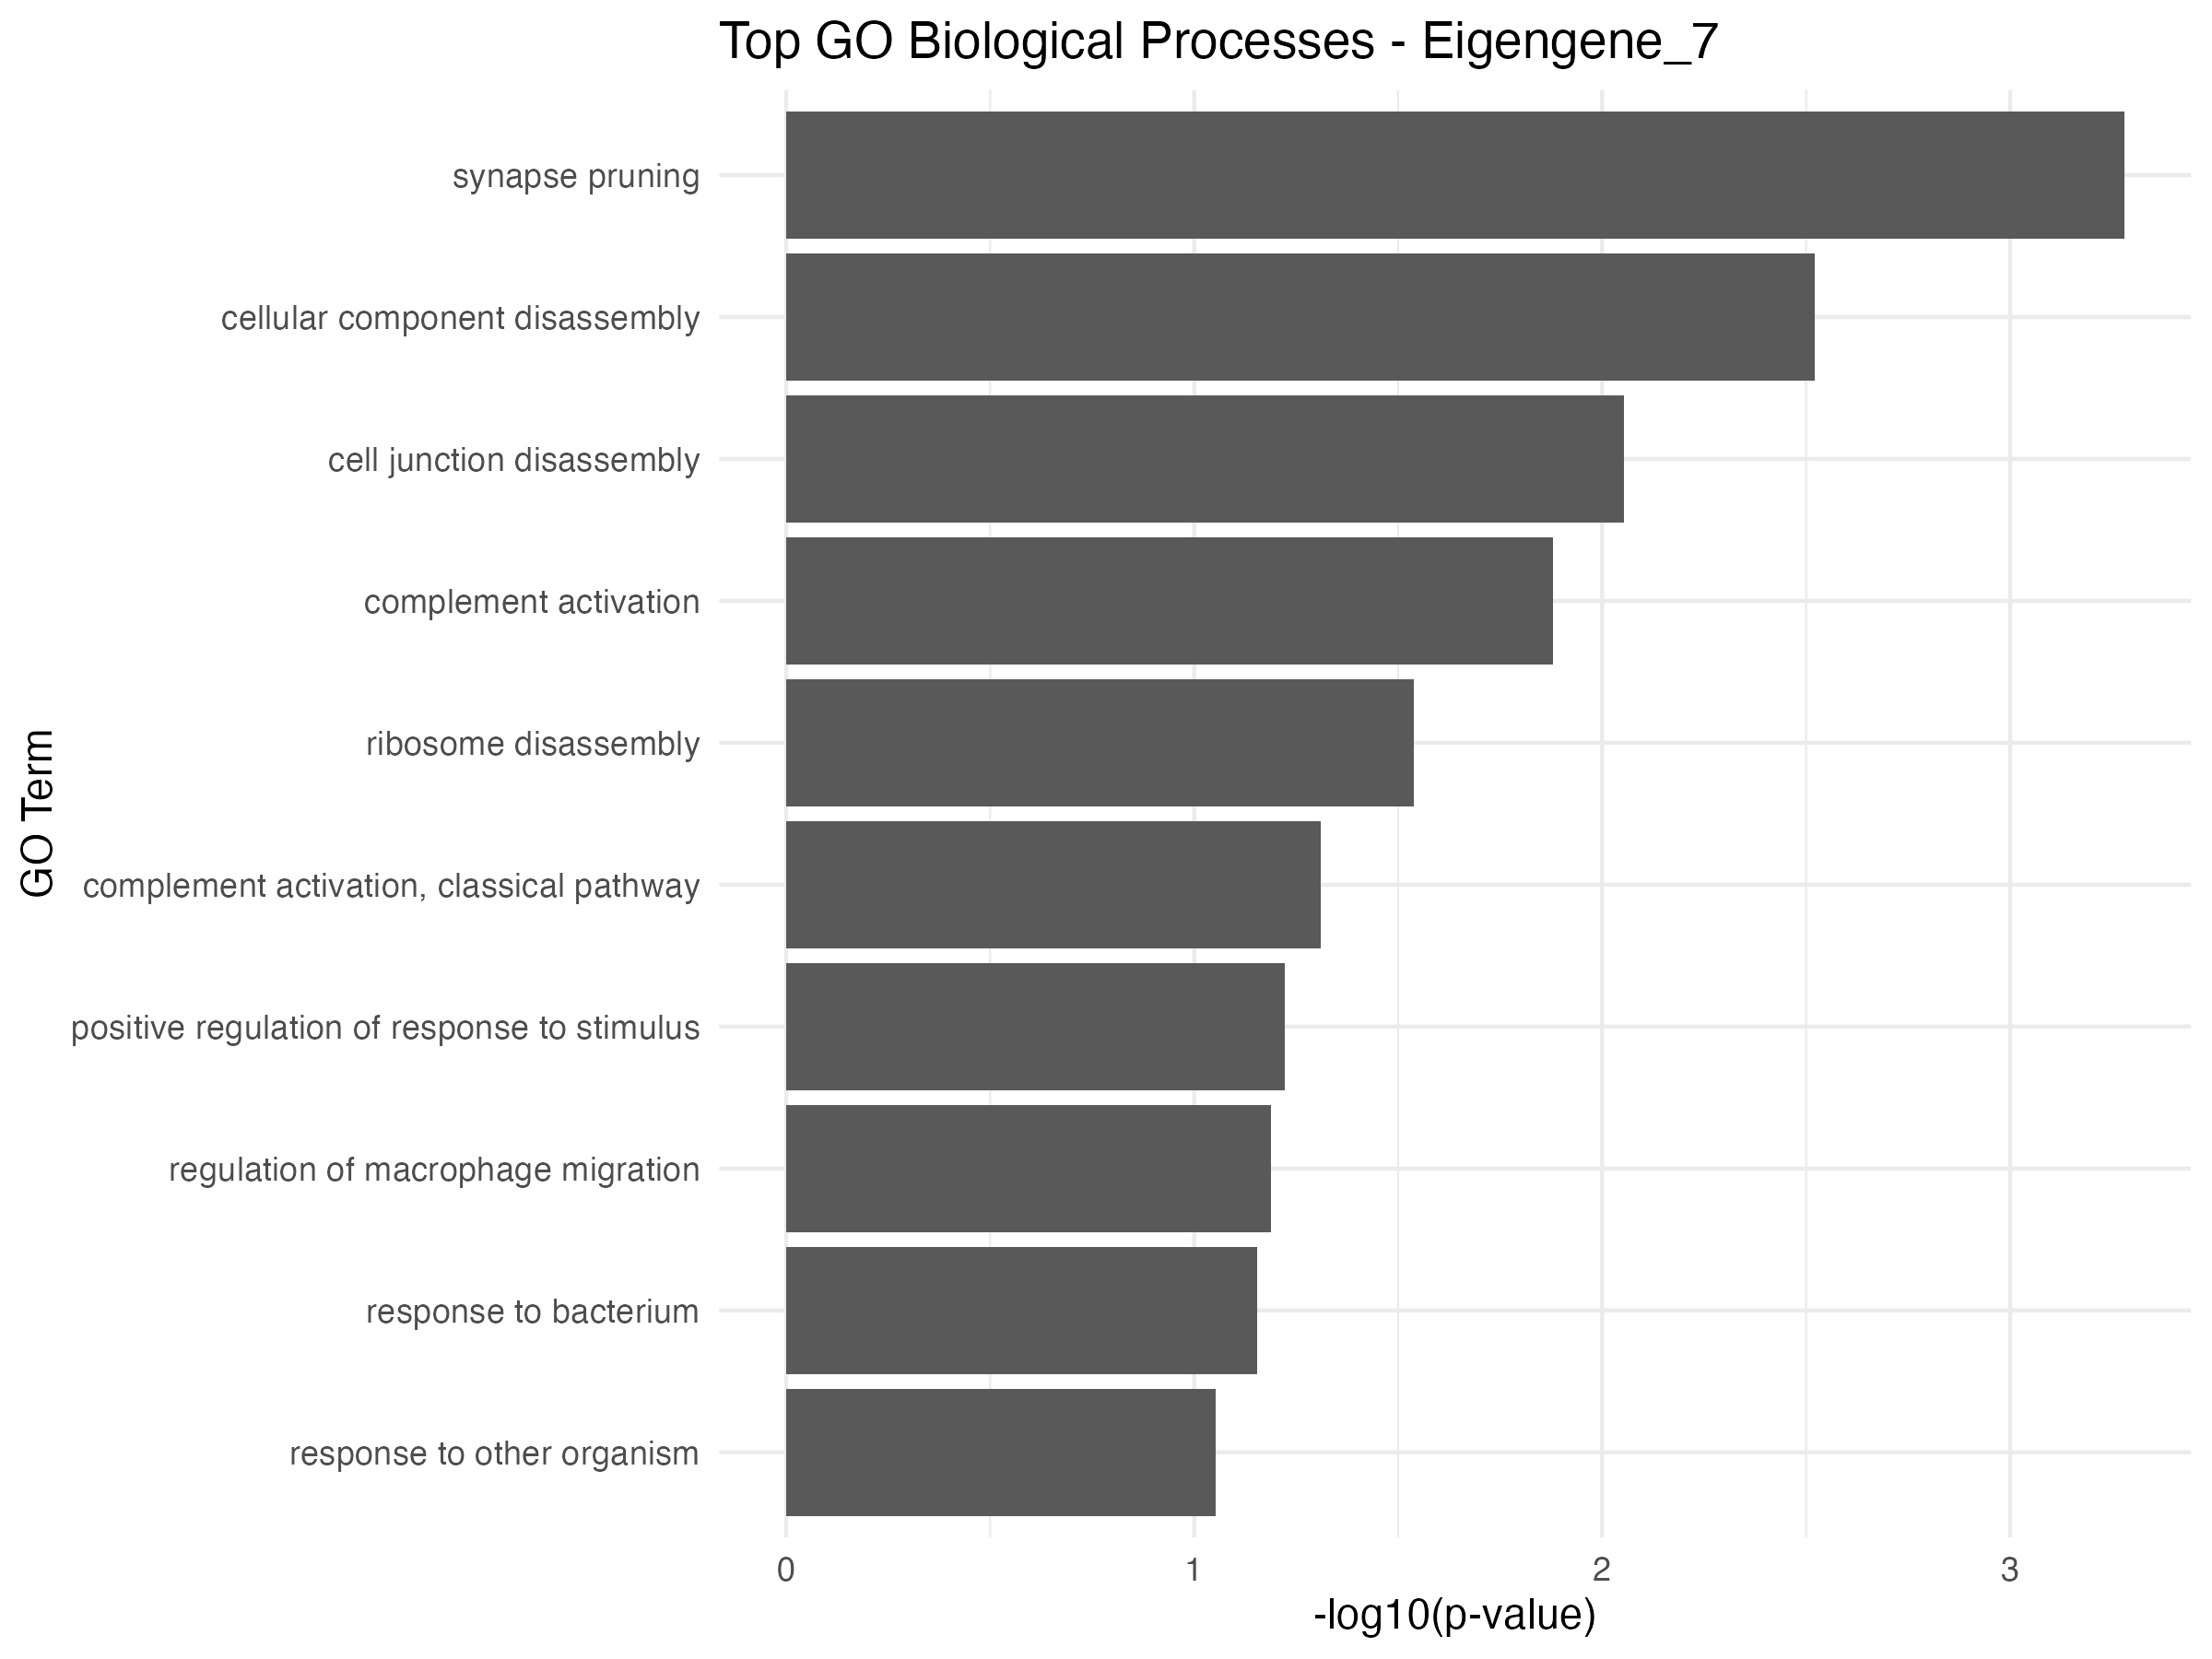 Top GO Biological Processes - Eigengene_7
synapse pruning
cellular component disassembly
cell junction disassembly
complement activation
ribosome disassembly
complement activation, classical pathway
positive regulation of response to stimulus
regulation of macrophage migration
response to bacterium
response to other organism
GO Term
0 1 2 3
-log10(p-value)